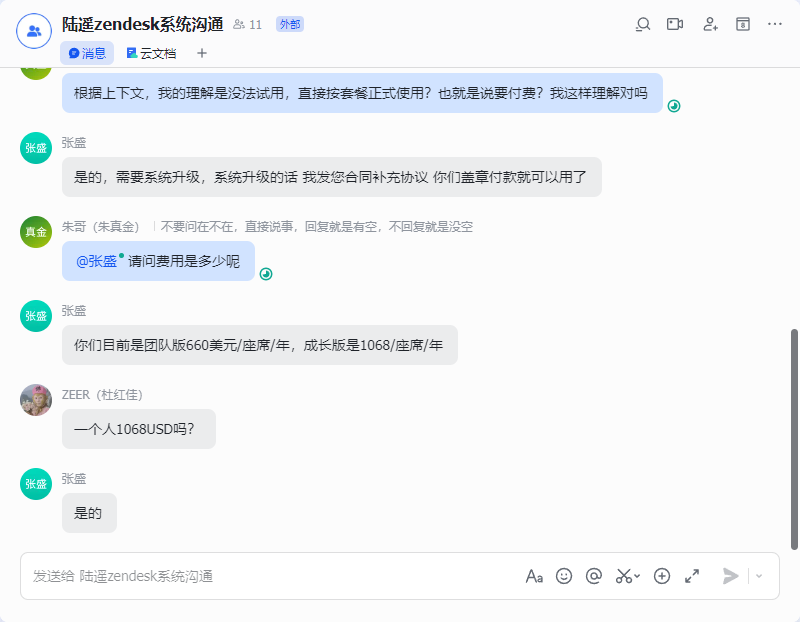 陆遥zendesk系统沟通 11 外部
8
消息 云文档
根据上下文，我的理解是没法试用，直接按套餐正式使用？也就是说要付费？我这样理解对吗
张盛
张盛
是的，需要系统升级，系统升级的话 我发您合同补充协议 你们盖章付款就可以用了
真金
朱哥（朱真金） 不要问在不在，直接说事，回复就是有空，不回复就是没空
@张盛 请问费用是多少呢
张盛
张盛
你们目前是团队版660美元/座席/年，成长版是1068/座席/年
ZEER（杜红佳）
一个人1068USD吗？
张盛
张盛
是的
发送给 陆遥zendesk系统沟通
Aa